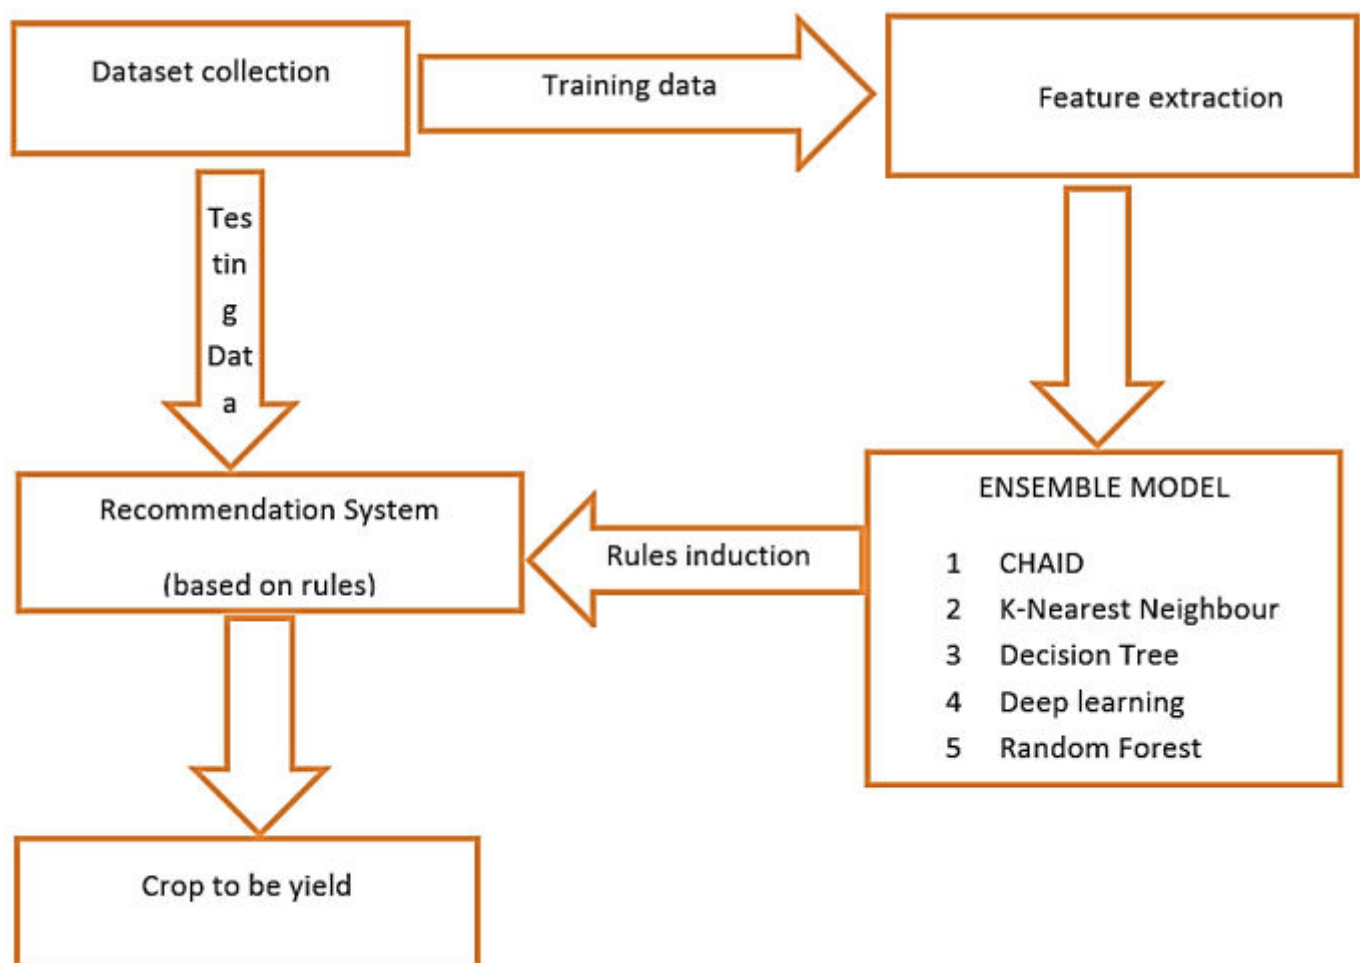 Dataset collection
Training data
Feature extraction
Tes
tin
g
Dat
a
Recommendation System
(based on rules)
Rules induction
ENSEMBLE MODEL
1 CHAID
2 K-Nearest Neighbour
3 Decision Tree
4 Deep learning
5 Random Forest
Crop to be yield